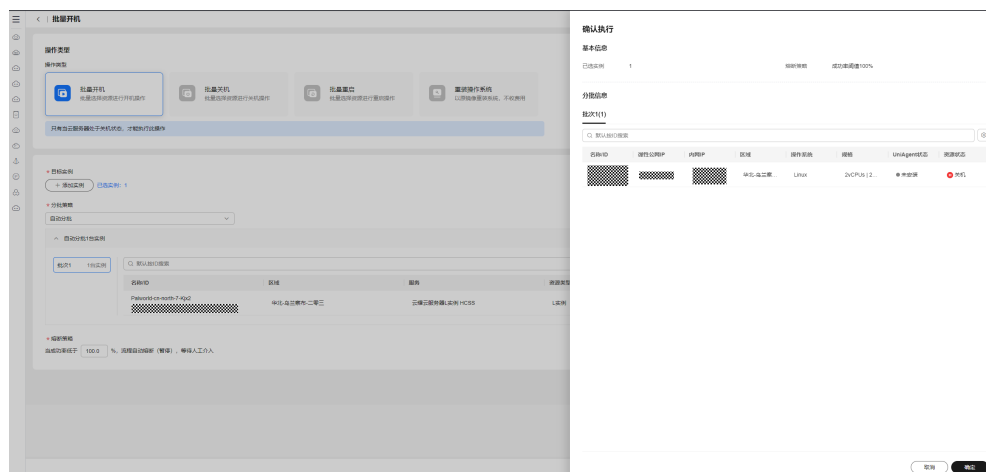 批量开机
操作类型
操作类型
批量开机
批量选择资源进行开机操作
批量关机
批量选择资源进行关机操作
批量重启
批量选择资源进行重启操作
重装操作系统
以原镜像重装系统，不收费用
只有当云服务器处于关机状态，才能执行此操作
* 目标实例
+ 添加实例 已选实例：1
* 分批策略
自动分批
自动分批1台实例
批次1 1台实例
默认按ID搜索
名称/ID 区域 服务 资源类型
Palworld-cn-north-7-Kjx2
华北-乌兰察布-二零三 云耀云服务器L实例 HCSS L实例
* 熔断策略
当成功率低于 100.0 %，流程自动熔断（暂停），等待人工介入
确认执行
基本信息
已选实例 1 熔断策略 成功率阈值100%
分批信息
批次1(1)
默认按ID搜索
名称/ID 弹性公网IP 内网IP 区域 操作系统 规格 UniAgent状态 资源状态
华北-乌兰察... Linux 2vCPUs | 2... 未安装 关机
取消 确定